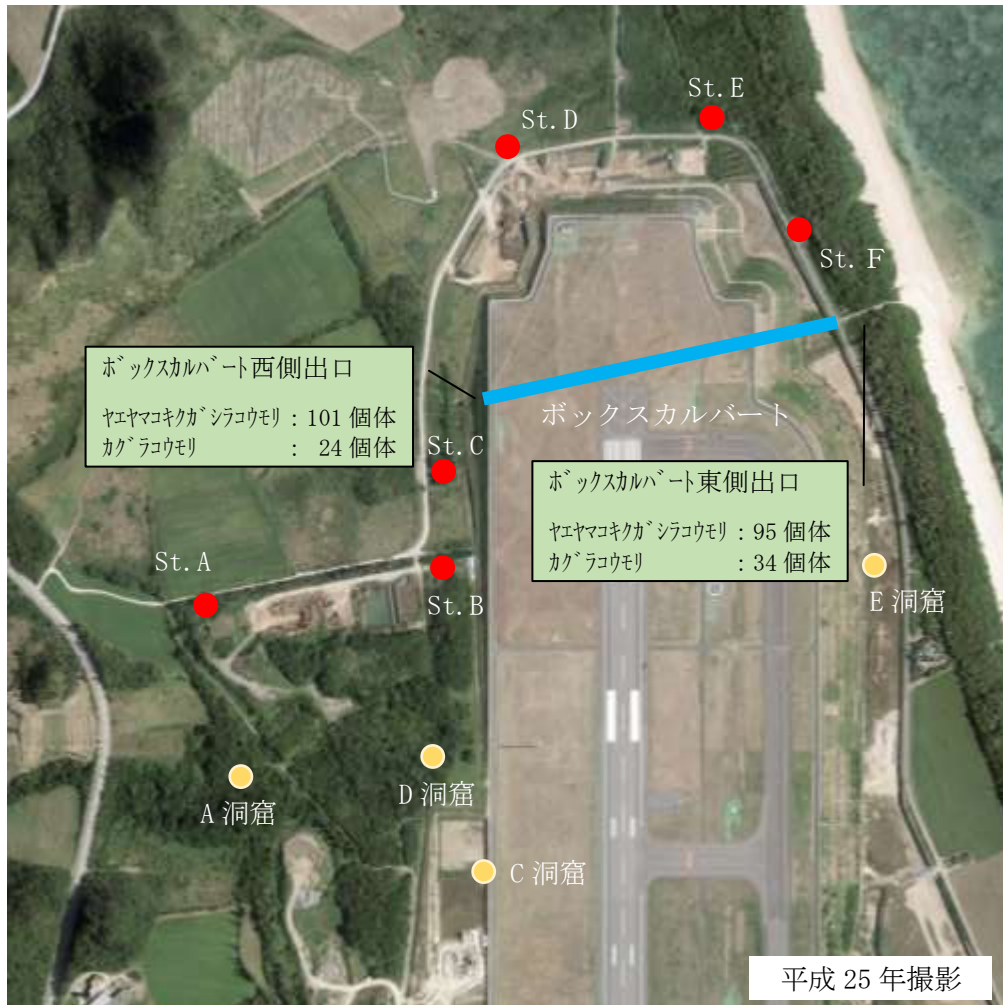 St.E
St.D
St.F
ボックスカルバート西側出口
ヤエヤマコキクガシラコウモリ：101 個体
カグラコウモリ ： 24 個体
ボックスカルバート
St.C
ボックスカルバート東側出口
ヤエヤマコキクガシラコウモリ：95 個体
カグラコウモリ ：34 個体
St.A
St.B
E 洞窟
D 洞窟
A 洞窟
C 洞窟
平成 25 年撮影